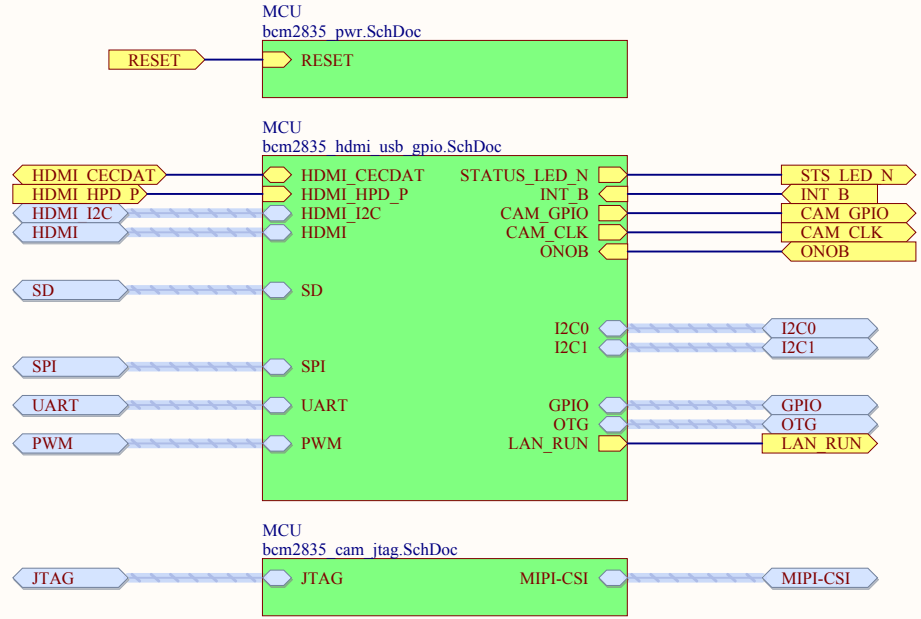 MCU
bcm2835_pwr.SchDoc
RESET RESET
MCU
bcm2835_hdmi_usb_gpio.SchDoc
HDMI_CECDAT HDMI_CECDAT STATUS_LED_N STS_LED_N
HDMI_HPD_P HDMI_HPD_P INT_B INT_B
HDMI_I2C HDMI_I2C CAM_GPIO CAM_GPIO
HDMI HDMI CAM_CLK CAM_CLK
ONOB ONOB
SD SD
I2C0 I2C0
I2C1 I2C1
SPI SPI
UART UART GPIO GPIO
OTG OTG
PWM PWM LAN_RUN LAN_RUN
MCU
bcm2835_cam_jtag.SchDoc
JTAG JTAG MIPI-CSI MIPI-CSI